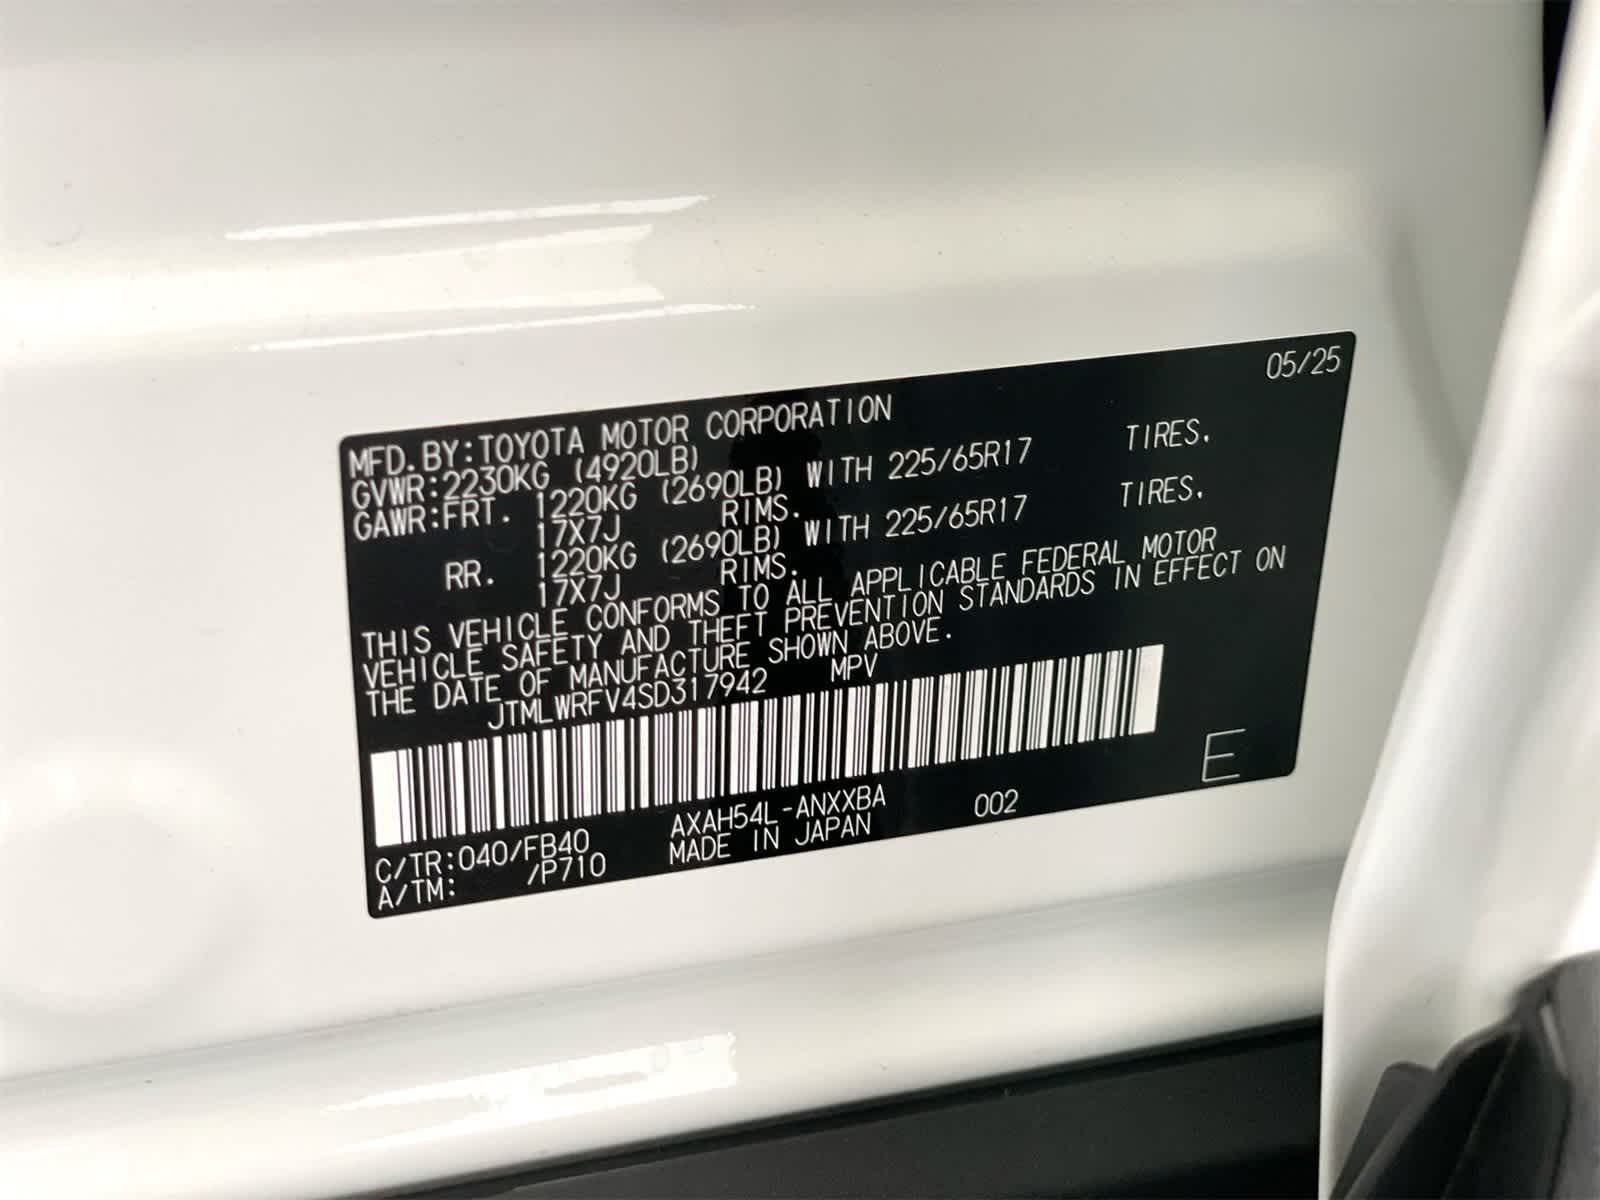 05/25
MFD.BY:TOYOTA MOTOR CORPORATION
GVWR:2230KG (4920LB)
GAWR:FRT. 1220KG (2690LB) WITH 225/65R17 TIRES.
17X7J RIMS.
RR. 1220KG (2690LB) WITH 225/65R17 TIRES.
17X7J RIMS.
THIS VEHICLE CONFORMS TO ALL APPLICABLE FEDERAL MOTOR
VEHICLE SAFETY AND THEFT PREVENTION STANDARDS IN EFFECT ON
THE DATE OF MANUFACTURE SHOWN ABOVE.
JTMLWRFV4SD317942 MPV
E
C/TR:040/FB40 AXAH54L-ANXXBA 002
A/TM: /P710 MADE IN JAPAN